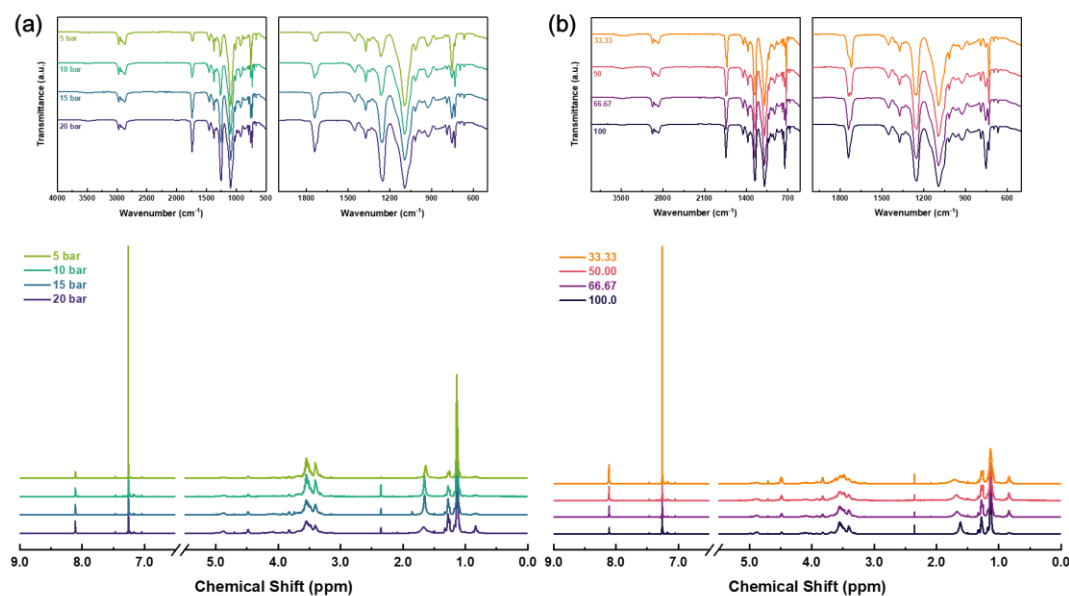 (a)
5 bar
10 bar
15 bar
20 bar
Transmittance (a.u.)
4000 3500 3000 2500 2000 1500 1000 500
Wavenumber (cm⁻¹)
1800 1500 1200 900 600
Wavenumber (cm⁻¹)
(b)
33.33
50
66.67
100
Transmittance (a.u.)
3500 2800 2100 1400 700
Wavenumber (cm⁻¹)
1800 1500 1200 900 600
Wavenumber (cm⁻¹)
5 bar
10 bar
15 bar
20 bar
9.0 8.0 7.0 5.0 4.0 3.0 2.0 1.0 0.0
Chemical Shift (ppm)
33.33
50.00
66.67
100.0
9.0 8.0 7.0 5.0 4.0 3.0 2.0 1.0 0.0
Chemical Shift (ppm)